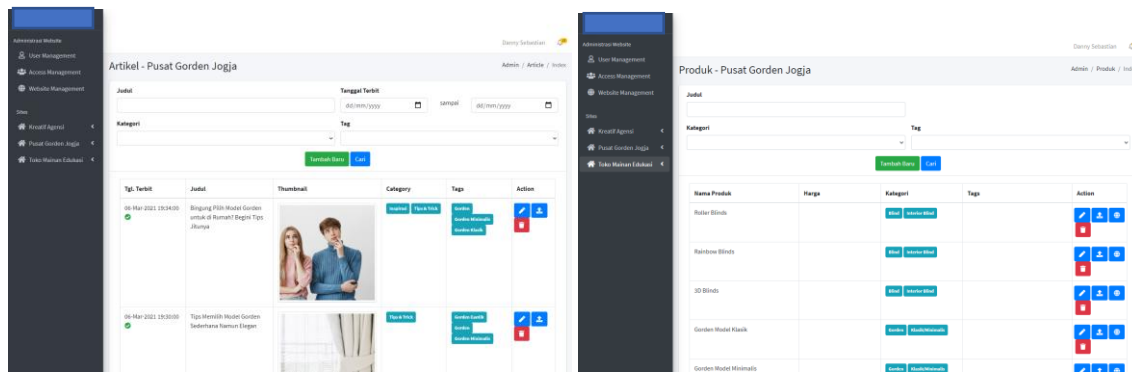 Administrasi Website
User Management
Access Management
Website Management
Sites
Kreatif Agensi
Pusat Gorden Jogja
Toko Mainan Edukasi
Danny Sebastian
Artikel - Pusat Gorden Jogja
Admin / Article / Index
Judul
Tanggal Terbit
dd/mm/yyyy sampai dd/mm/yyyy
Kategori Tag
Tambah Baru Cari
Tgl. Terbit Judul Thumbnail Category Tags Action
06-Mar-2021 19:34:00 Bingung Pilih Model Gorden Inspirasi Tips & Trick Gorden
untuk di Rumah? Begini Tips Gorden Minimalis
Jitunya Gorden Klasik
06-Mar-2021 19:30:00 Tips Memilih Model Gorden Tips & Trick Gorden Cantik
Sederhana Namun Elegan Gorden
Gorden Minimalis
Administrasi Website
User Management
Access Management
Website Management
Sites
Kreatif Agensi
Pusat Gorden Jogja
Toko Mainan Edukasi
Danny Sebastian
Produk - Pusat Gorden Jogja
Admin / Produk / Ind
Judul
Kategori Tag
Tambah Baru Cari
Nama Produk Harga Kategori Tags Action
Roller Blinds Blind Interior Blind
Rainbow Blinds Blind Interior Blind
3D Blinds Blind Interior Blind
Gorden Model Klasik Gorden Klasik/Minimalis
Gorden Model Minimalis Gorden Klasik/Minimalis